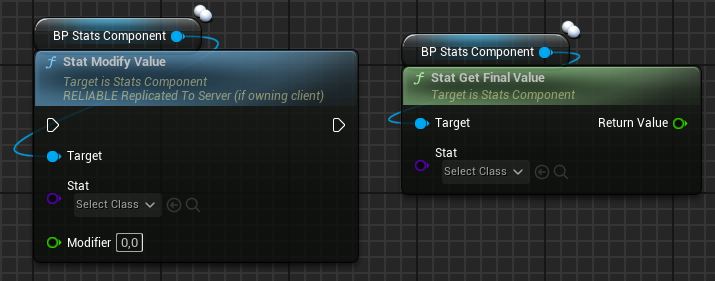 BP Stats Component
f Stat Modify Value
Target is Stats Component
RELIABLE Replicated To Server (if owning client)
Target
Stat
Select Class
Modifier 0,0
BP Stats Component
f Stat Get Final Value
Target is Stats Component
Target Return Value
Stat
Select Class